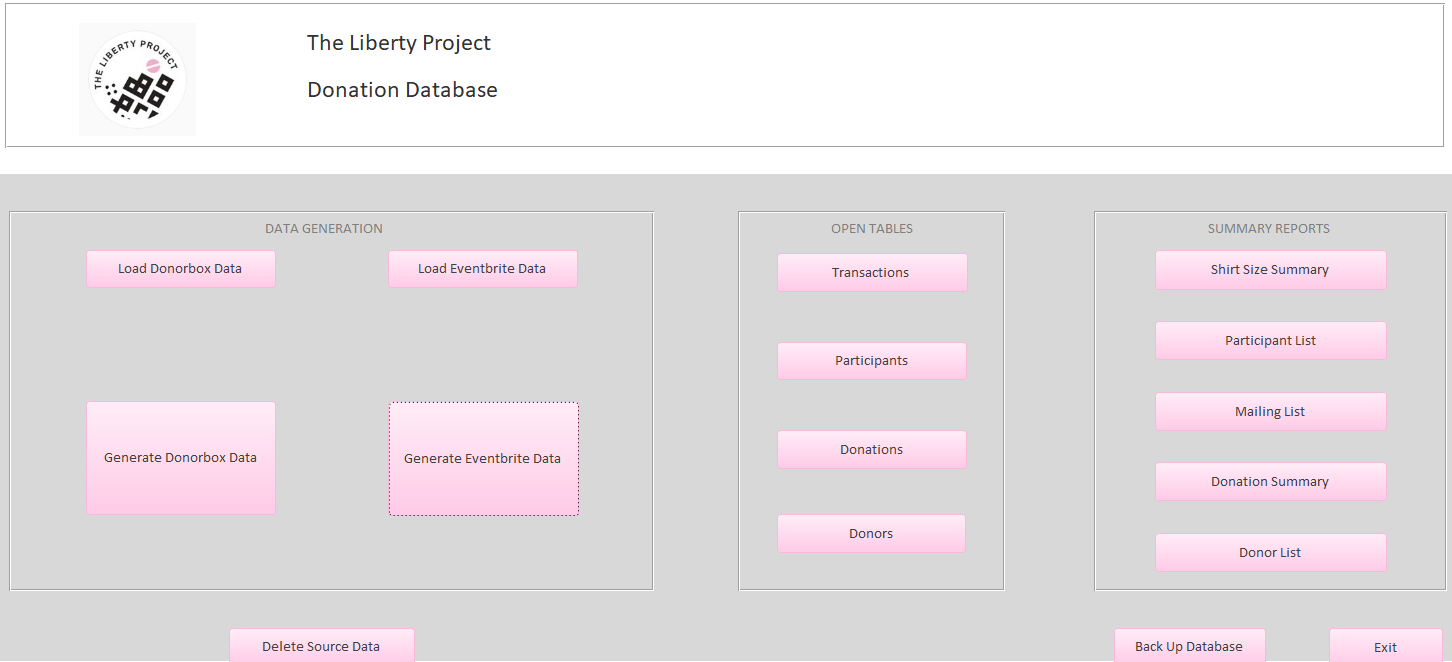 THE LIBERTY PROJECT
The Liberty Project
Donation Database
DATA GENERATION
Load Donorbox Data
Load Eventbrite Data
Generate Donorbox Data
Generate Eventbrite Data
OPEN TABLES
Transactions
Participants
Donations
Donors
SUMMARY REPORTS
Shirt Size Summary
Participant List
Mailing List
Donation Summary
Donor List
Delete Source Data
Back Up Database
Exit